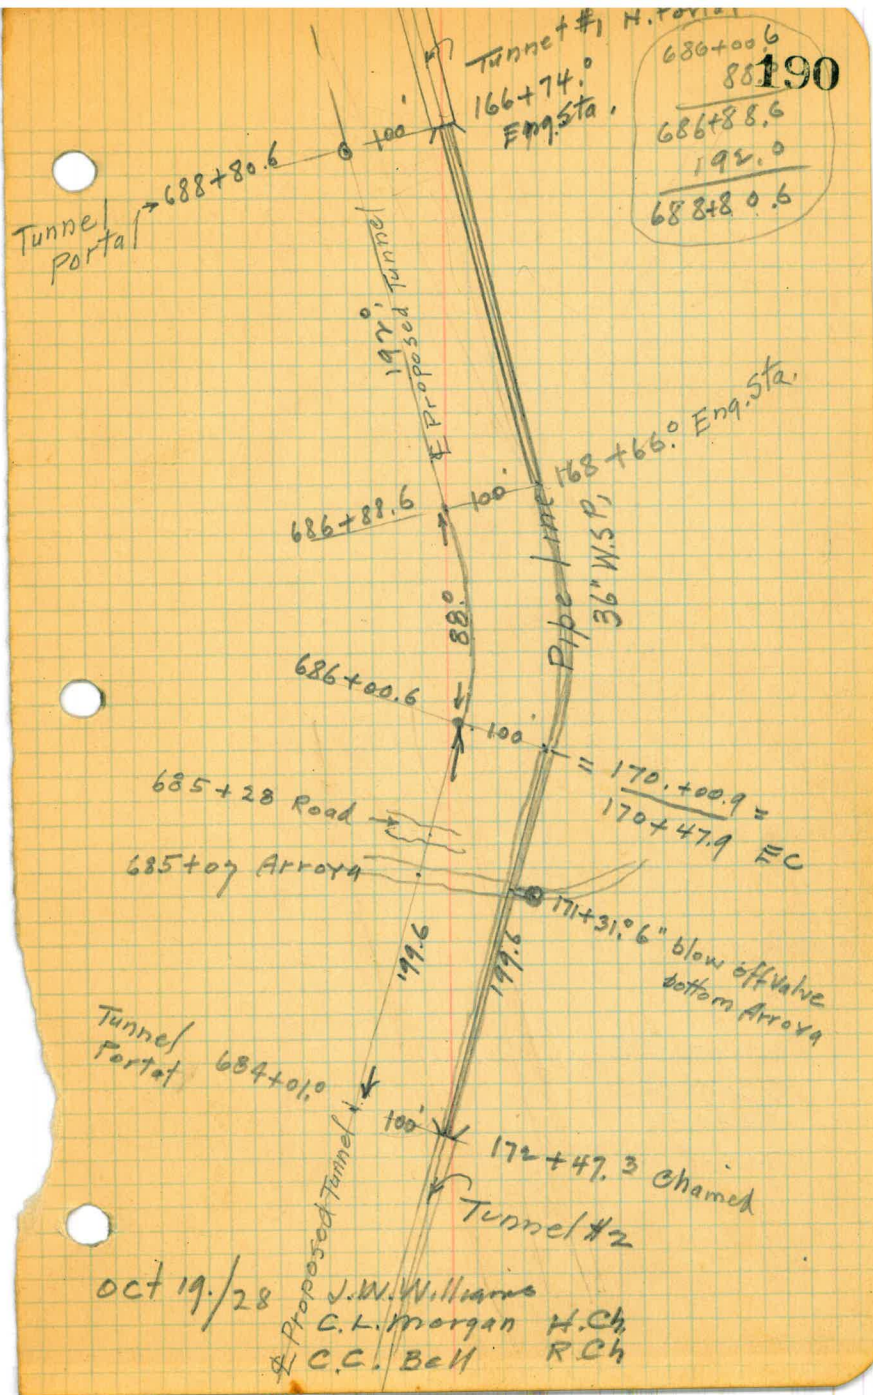 Tunnel #1 N. Portal
190
686+00.6
88.0
686+88.6
192.0
688+80.6
166+74.0
Eng. Sta.
100'
688+80.6
Tunnel
Portal
192.0
℄ Proposed Tunnel
168+66.0 Eng. Sta.
100'
686+88.6
Pipe line
36" W.S.P.
88.0
686+00.6
100'
= 170.+00.9 =
170+47.9 EC
685+28 Road
685+07 Arroya
171+31.0 6" blow off Valve
bottom Arroya
199.6
199.6
Tunnel
Portal 684+01.0
100'
172+47.3 Chained
Tunnel #2
℄ Proposed Tunnel
Oct 19./28
J.W. Williams
C.L. Morgan H.Ch
C.C. Bell R.Ch